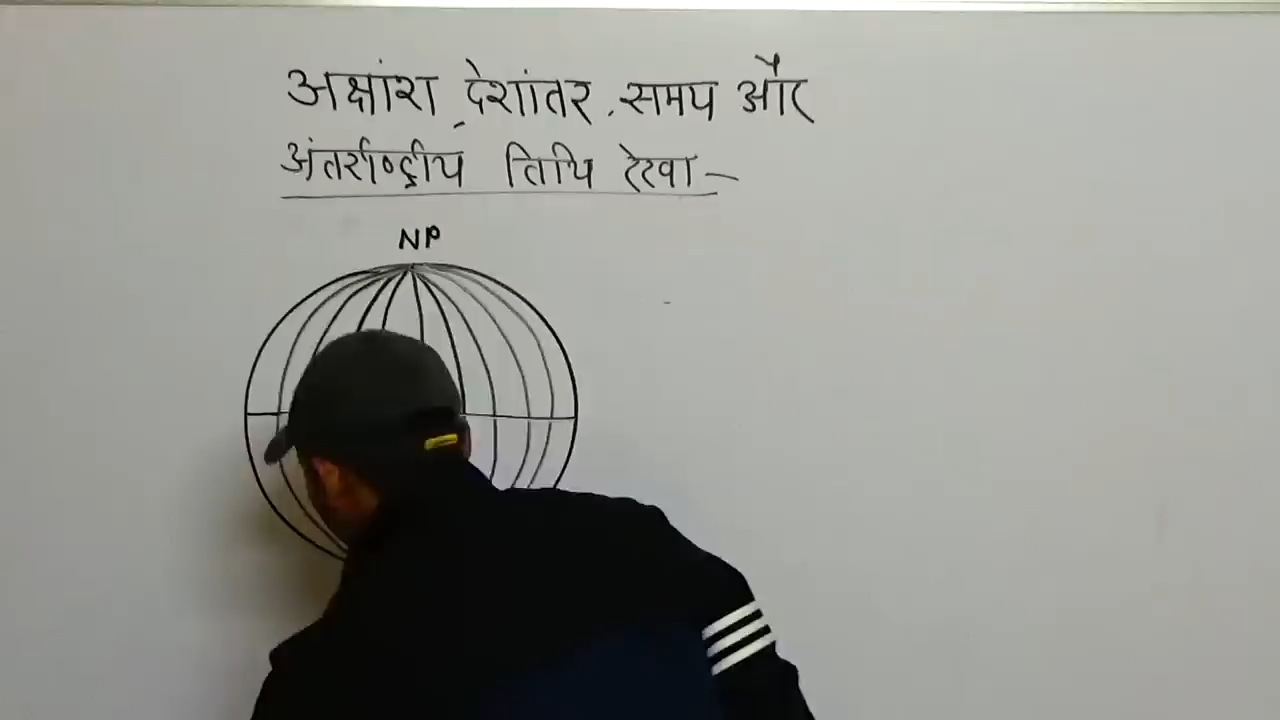 अक्षांश, देशांतर, समय और
अंतर्राष्ट्रीय तिथि रेखा-
NP